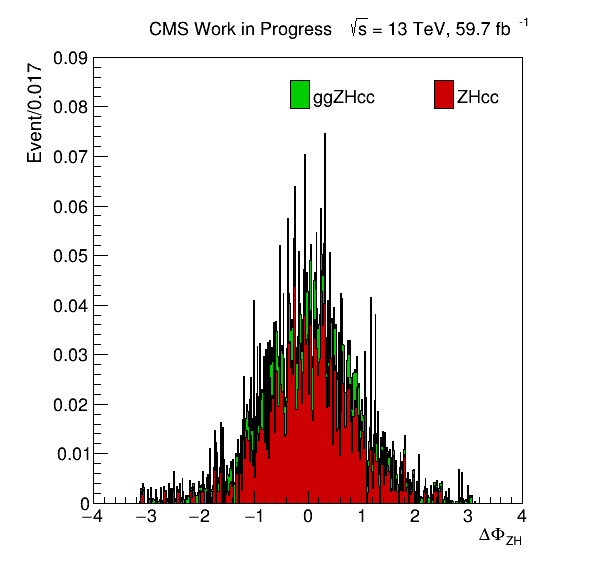 CMS Work in Progress √s = 13 TeV, 59.7 fb⁻¹
Event/0.017
0.09
0.08
0.07
0.06
0.05
0.04
0.03
0.02
0.01
0
ggZHcc ZHcc
−4 −3 −2 −1 0 1 2 3 4
ΔΦ_ZH